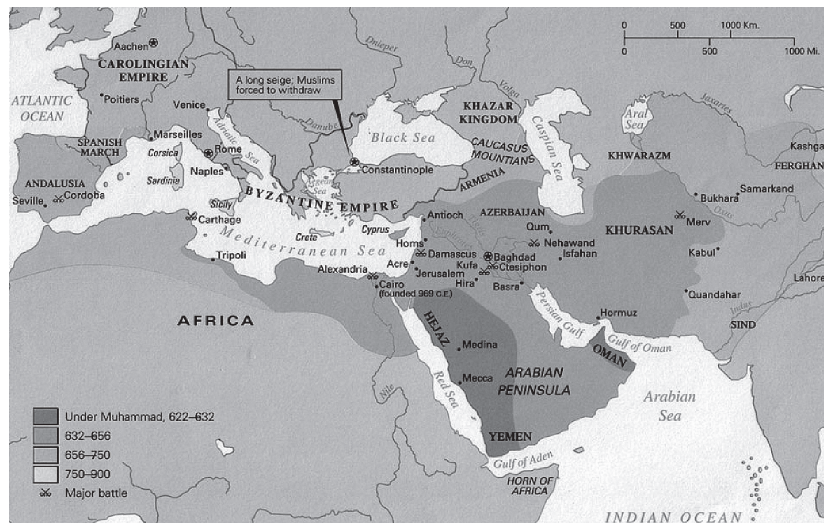 0 500 1000 Km.
0 500 1000 Mi.
Aachen
CAROLINGIAN
EMPIRE
A long seige; Muslims
forced to withdraw
Dnieper
Don
Volga
ATLANTIC
OCEAN
Poitiers
Venice
Danube
Black Sea
KHAZAR
KINGDOM
Caspian Sea
Aral
Sea
Jaxartes
SPANISH
MARCH
Marseilles
Adriatic Sea
Corsica
Rome
Constantinople
CAUCASUS
MOUNTIANS
KHWARAZM
Kashga
FERGHAN
ANDALUSIA
Cordoba
Seville
Sardinia
Naples
BYZANTINE EMPIRE
Aegean
Sea
ARMENIA
Bukhara
Samarkand
Oxus
Sicily
Carthage
Crete
Cyprus
Antioch
AZERBAIJAN
Qum
KHURASAN
Merv
Mediterranean Sea
Homs
Nehawand
Tripoli
Damascus
Baghdad
Isfahan
Kabul
Acre
Kufa
Ctesiphon
Alexandria
Jerusalem
Hira
Basra
Quandahar
Lahore
Cairo
(founded 969 C.E.)
Indus
AFRICA
HEJAZ
Persian Gulf
Hormuz
SIND
Gulf of Oman
OMAN
Medina
Nile
Red Sea
Mecca
ARABIAN
PENINSULA
Arabian
Sea
YEMEN
Gulf of Aden
HORN OF
AFRICA
INDIAN OCEAN
Under Muhammad, 622–632
632–656
656–750
750–900
Major battle